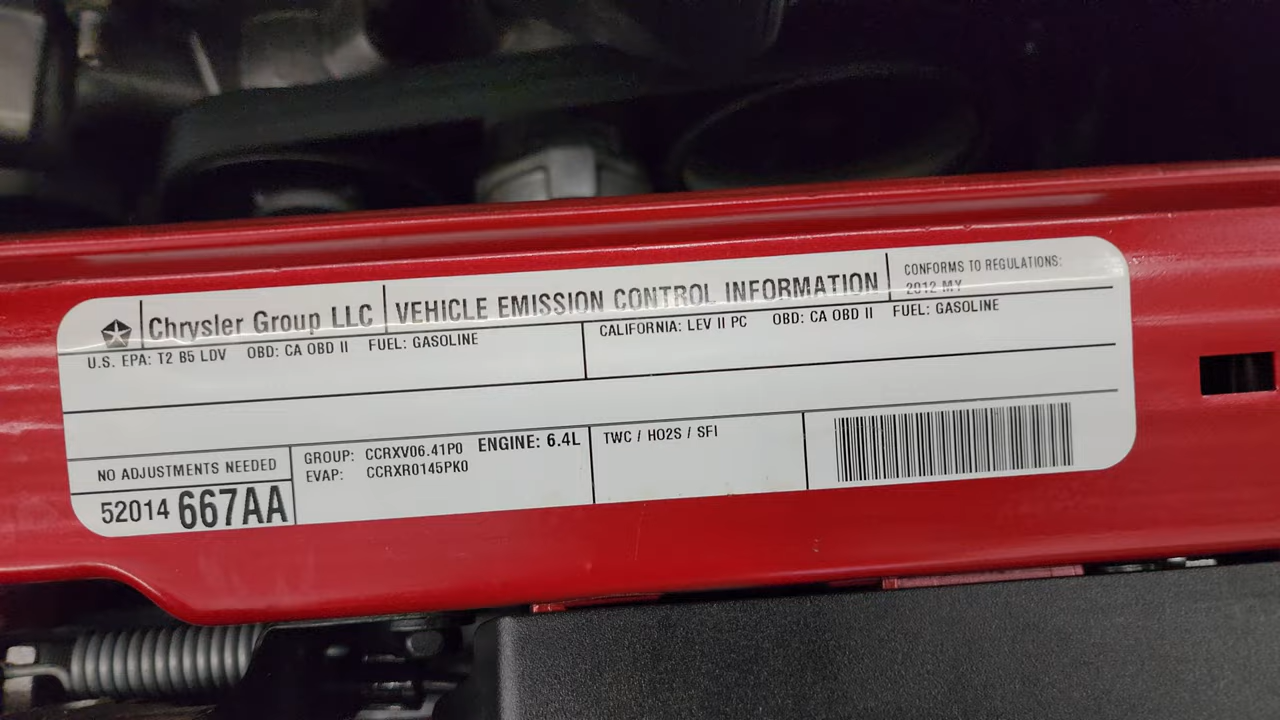 Chrysler Group LLC
VEHICLE EMISSION CONTROL INFORMATION
CONFORMS TO REGULATIONS:
2012 MY
U.S. EPA: T2 B5 LDV OBD: CA OBD II FUEL: GASOLINE
CALIFORNIA: LEV II PC OBD: CA OBD II FUEL: GASOLINE
NO ADJUSTMENTS NEEDED
52014 667AA
GROUP: CCRXV06.41P0 ENGINE: 6.4L
EVAP: CCRXR0145PK0
TWC / HO2S / SFI